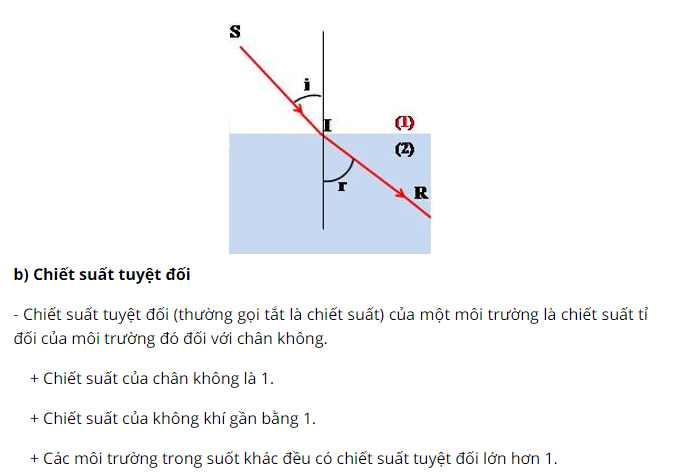 S
i
I
(1)
(2)
r
R
b) Chiết suất tuyệt đối
- Chiết suất tuyệt đối (thường gọi tắt là chiết suất) của một môi trường là chiết suất tỉ
đối của môi trường đó đối với chân không.
+ Chiết suất của chân không là 1.
+ Chiết suất của không khí gần bằng 1.
+ Các môi trường trong suốt khác đều có chiết suất tuyệt đối lớn hơn 1.